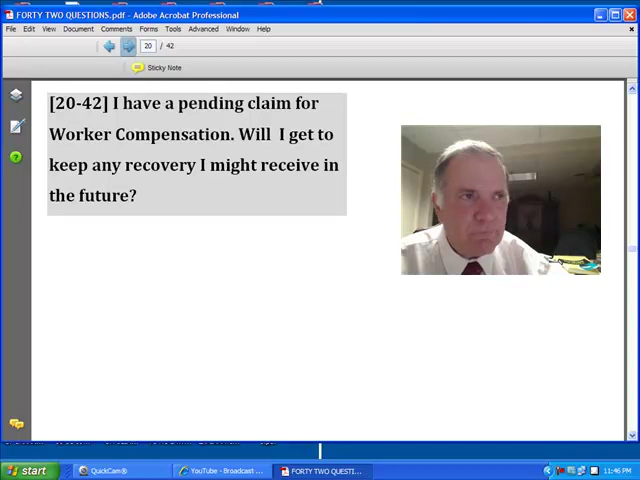 FORTY TWO QUESTIONS.pdf - Adobe Acrobat Professional
File Edit View Document Comments Forms Tools Advanced Window Help
20 / 42
Sticky Note
[20-42] I have a pending claim for
Worker Compensation. Will I get to
keep any recovery I might receive in
the future?
start QuickCam® YouTube - Broadcast ... FORTY TWO QUESTI... 11:46 PM